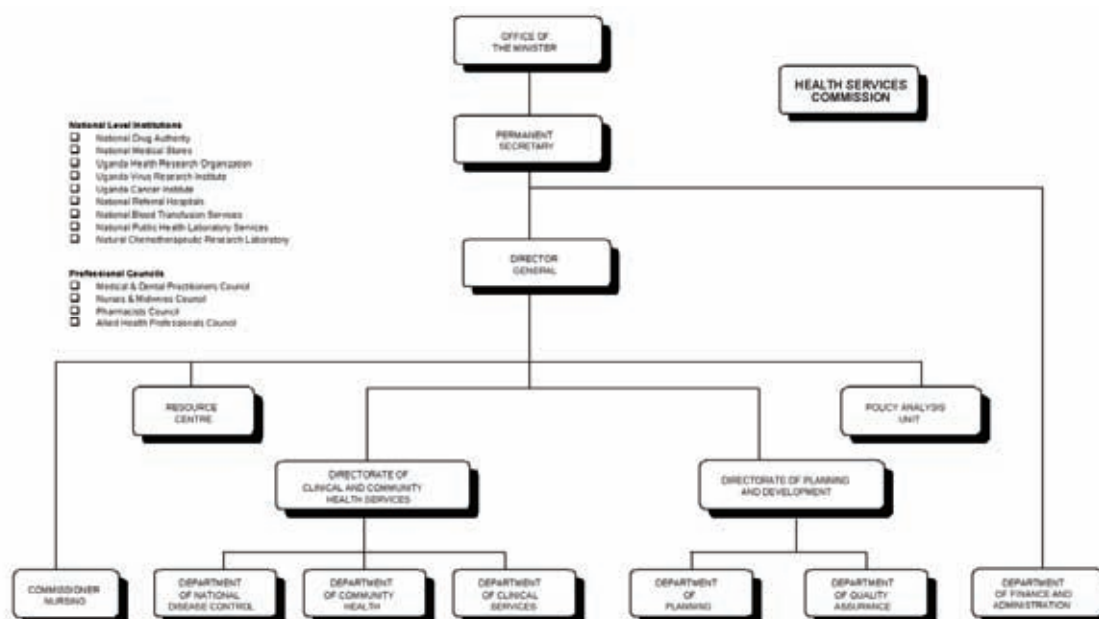 OFFICE OF
THE MINISTER
HEALTH SERVICES
COMMISSION
PERMANENT
SECRETARY
National Level Institutions
National Drug Authority
National Medical Stores
Uganda Health Research Organization
Uganda Virus Research Institute
Uganda Cancer Institute
National Referral Hospitals
National Blood Transfusion Services
National Public Health Laboratory Services
Natural Chemotherapeutic Research Laboratory
DIRECTOR
GENERAL
Professional Councils
Medical & Dental Practitioners Council
Nurses & Midwives Council
Pharmacists Council
Allied Health Professionals Council
RESOURCE
CENTRE
POLICY ANALYSIS
UNIT
DIRECTORATE OF
CLINICAL AND COMMUNITY
HEALTH SERVICES
DIRECTORATE OF PLANNING
AND DEVELOPMENT
COMMISSIONER
NURSING
DEPARTMENT
OF NATIONAL
DISEASE CONTROL
DEPARTMENT
OF COMMUNITY
HEALTH
DEPARTMENT
OF CLINICAL
SERVICES
DEPARTMENT
OF
PLANNING
DEPARTMENT
OF QUALITY
ASSURANCE
DEPARTMENT
OF FINANCE AND
ADMINISTRATION